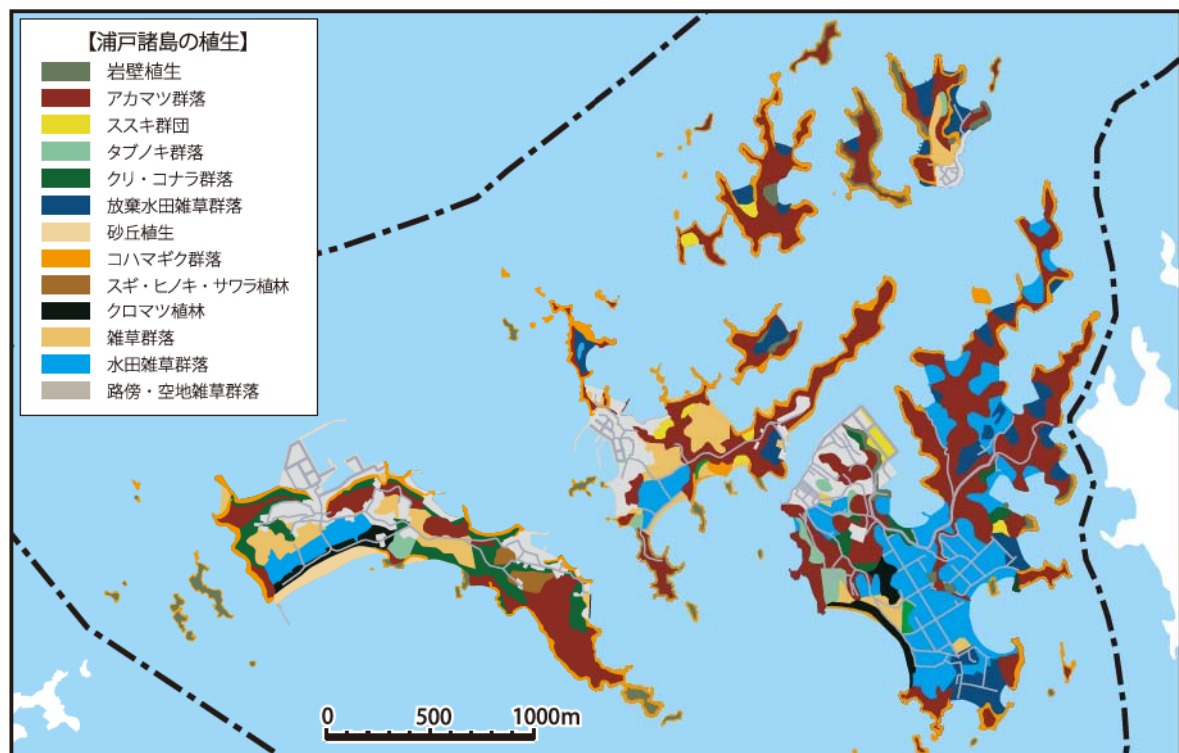 【浦戸諸島の植生】
岩壁植生
アカマツ群落
ススキ群団
タブノキ群落
クリ・コナラ群落
放棄水田雑草群落
砂丘植生
コハマギク群落
スギ・ヒノキ・サワラ植林
クロマツ植林
雑草群落
水田雑草群落
路傍・空地雑草群落
0 500 1000m